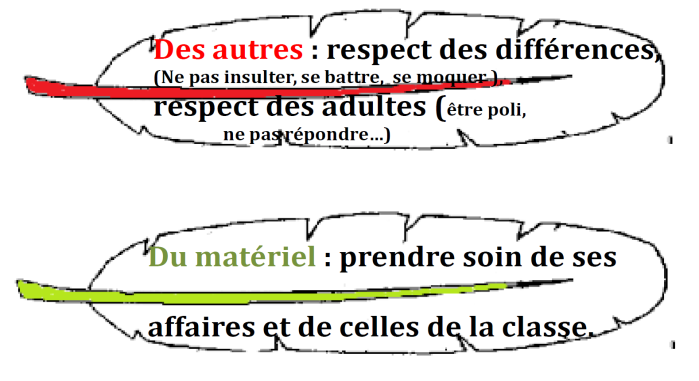 Des autres : respect des différences,
(Ne pas insulter, se battre, se moquer ),
respect des adultes (être poli,
ne pas répondre…)
Du matériel : prendre soin de ses
affaires et de celles de la classe.